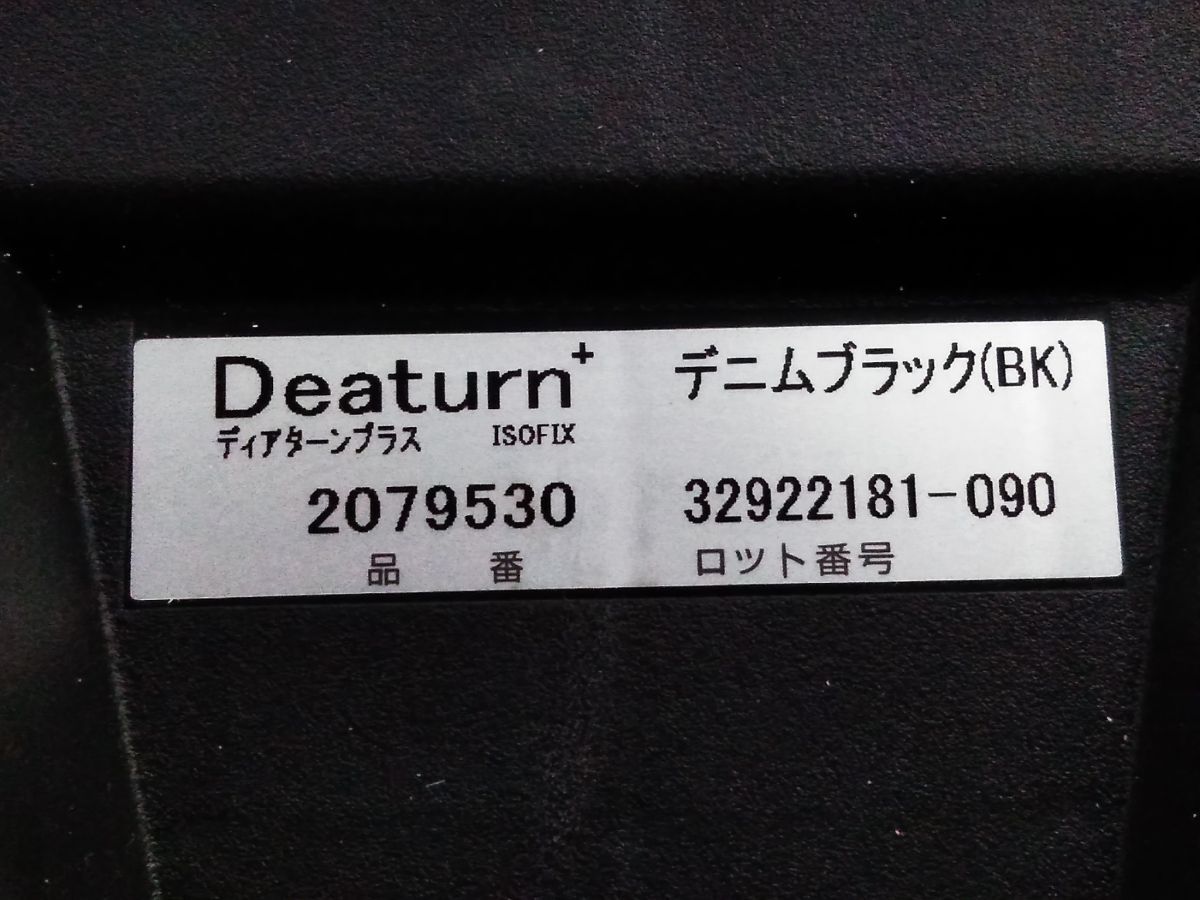 Deaturn+ デニムブラック(BK)
ディアターンプラス ISOFIX
2079530 32922181-090
品番 ロット番号